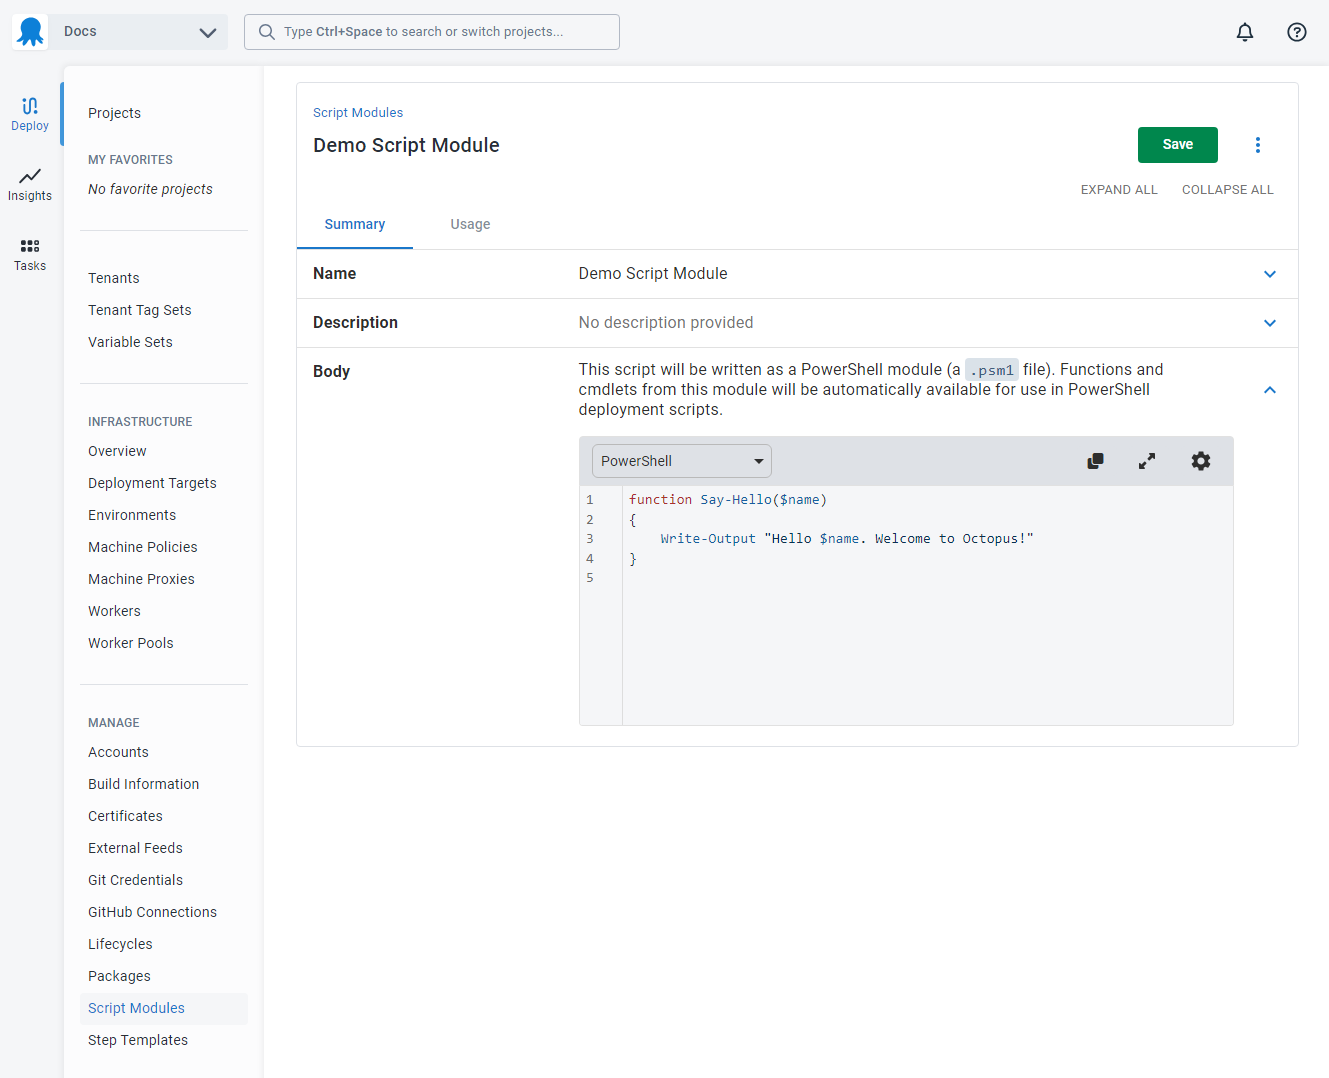 Docs
Type Ctrl+Space to search or switch projects...
Deploy
Insights
Tasks
Projects
MY FAVORITES
No favorite projects
Tenants
Tenant Tag Sets
Variable Sets
INFRASTRUCTURE
Overview
Deployment Targets
Environments
Machine Policies
Machine Proxies
Workers
Worker Pools
MANAGE
Accounts
Build Information
Certificates
External Feeds
Git Credentials
GitHub Connections
Lifecycles
Packages
Script Modules
Step Templates
Script Modules
Demo Script Module
Save
EXPAND ALL COLLAPSE ALL
Summary Usage
Name Demo Script Module
Description No description provided
Body This script will be written as a PowerShell module (a .psm1 file). Functions and
cmdlets from this module will be automatically available for use in PowerShell
deployment scripts.
PowerShell
1 function Say-Hello($name)
2 {
3     Write-Output "Hello $name. Welcome to Octopus!"
4 }
5